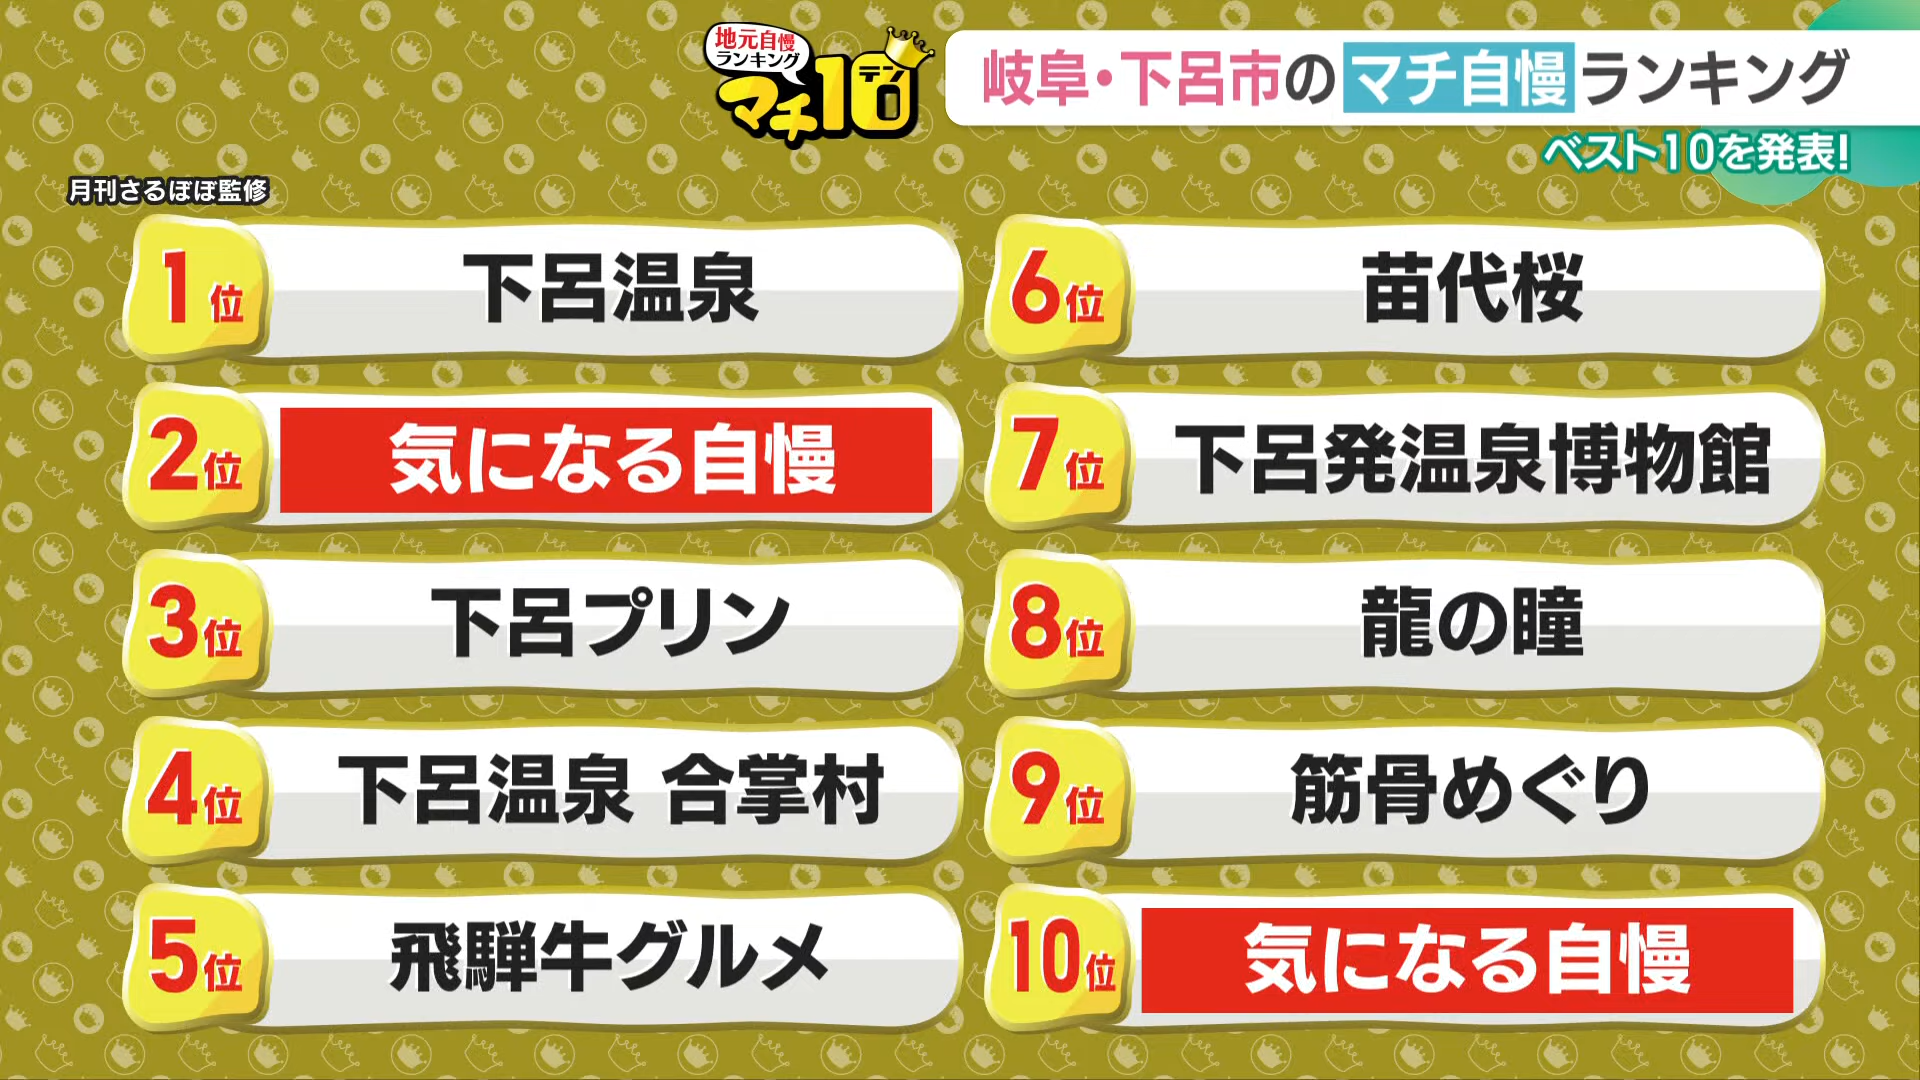 地元自慢
ランキング
マチ10
テン
岐阜・下呂市のマチ自慢ランキング
ベスト10を発表!
月刊さるぼぼ監修
1位 下呂温泉
2位 気になる自慢
3位 下呂プリン
4位 下呂温泉 合掌村
5位 飛騨牛グルメ
6位 苗代桜
7位 下呂発温泉博物館
8位 龍の瞳
9位 筋骨めぐり
10位 気になる自慢